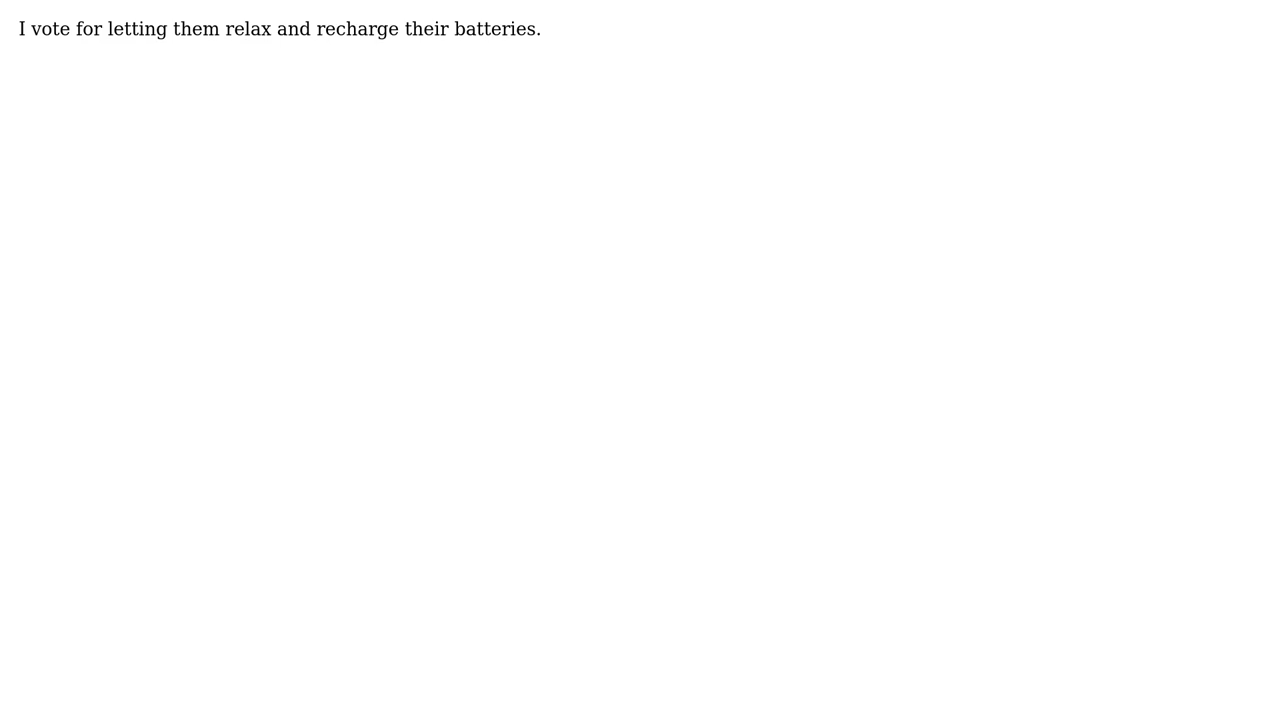 I vote for letting them relax and recharge their batteries.